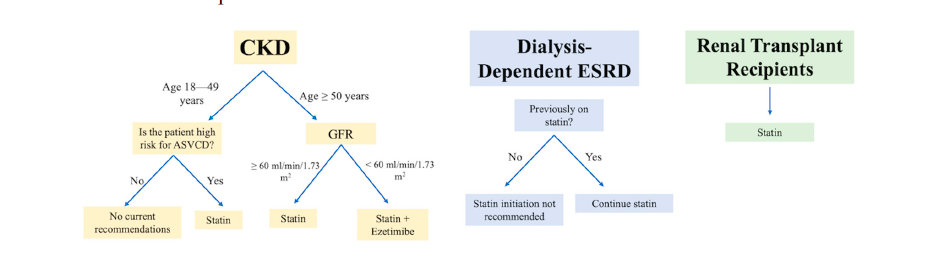 CKD
Age 18—49
years
Age ≥ 50 years
Is the patient high
risk for ASVCD?
GFR
No
Yes
≥ 60 ml/min/1.73
m²
< 60 ml/min/1.73
m²
No current
recommendations
Statin
Statin
Statin +
Ezetimibe
Dialysis-
Dependent ESRD
Previously on
statin?
No
Yes
Statin initiation not
recommended
Continue statin
Renal Transplant
Recipients
Statin